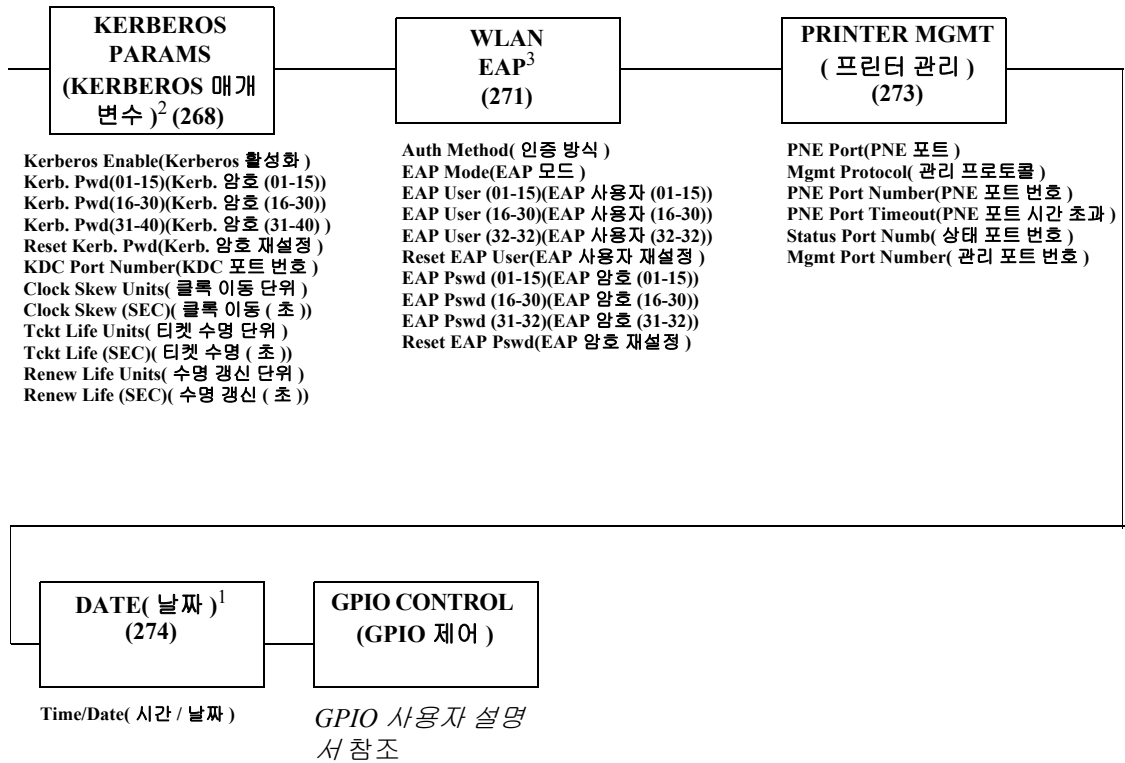 KERBEROS
PARAMS
(KERBEROS 매개
변수 )2 (268)
Kerberos Enable(Kerberos 활성화 )
Kerb. Pwd(01-15)(Kerb. 암호 (01-15))
Kerb. Pwd(16-30)(Kerb. 암호 (16-30))
Kerb. Pwd(31-40)(Kerb. 암호 (31-40) )
Reset Kerb. Pwd(Kerb. 암호 재설정 )
KDC Port Number(KDC 포트 번호 )
Clock Skew Units( 클록 이동 단위 )
Clock Skew (SEC)( 클록 이동 ( 초 ))
Tckt Life Units( 티켓 수명 단위 )
Tckt Life (SEC)( 티켓 수명 ( 초 ))
Renew Life Units( 수명 갱신 단위 )
Renew Life (SEC)( 수명 갱신 ( 초 ))
WLAN
EAP3
(271)
Auth Method( 인증 방식 )
EAP Mode(EAP 모드 )
EAP User (01-15)(EAP 사용자 (01-15))
EAP User (16-30)(EAP 사용자 (16-30))
EAP User (32-32)(EAP 사용자 (32-32))
Reset EAP User(EAP 사용자 재설정 )
EAP Pswd (01-15)(EAP 암호 (01-15))
EAP Pswd (16-30)(EAP 암호 (16-30))
EAP Pswd (31-32)(EAP 암호 (31-32))
Reset EAP Pswd(EAP 암호 재설정 )
PRINTER MGMT
( 프린터 관리 )
(273)
PNE Port(PNE 포트 )
Mgmt Protocol( 관리 프로토콜 )
PNE Port Number(PNE 포트 번호 )
PNE Port Timeout(PNE 포트 시간 초과 )
Status Port Numb( 상태 포트 번호 )
Mgmt Port Number( 관리 포트 번호 )
DATE( 날짜 )1
(274)
Time/Date( 시간 / 날짜 )
GPIO CONTROL
(GPIO 제어 )
GPIO 사용자 설명
서 참조